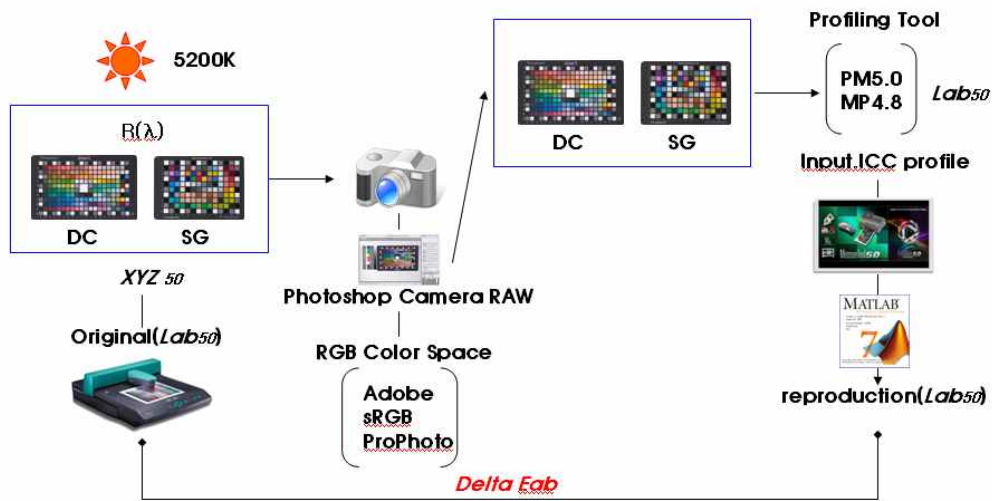 5200K
R(λ)
DC SG
XYZ 50
Original(Lab50)
Photoshop Camera RAW
RGB Color Space
Adobe
sRGB
ProPhoto
DC SG
Profiling Tool
PM5.0
MP4.8
Lab50
Input.ICC profile
MATLAB
7
reproduction(Lab50)
Delta Eab